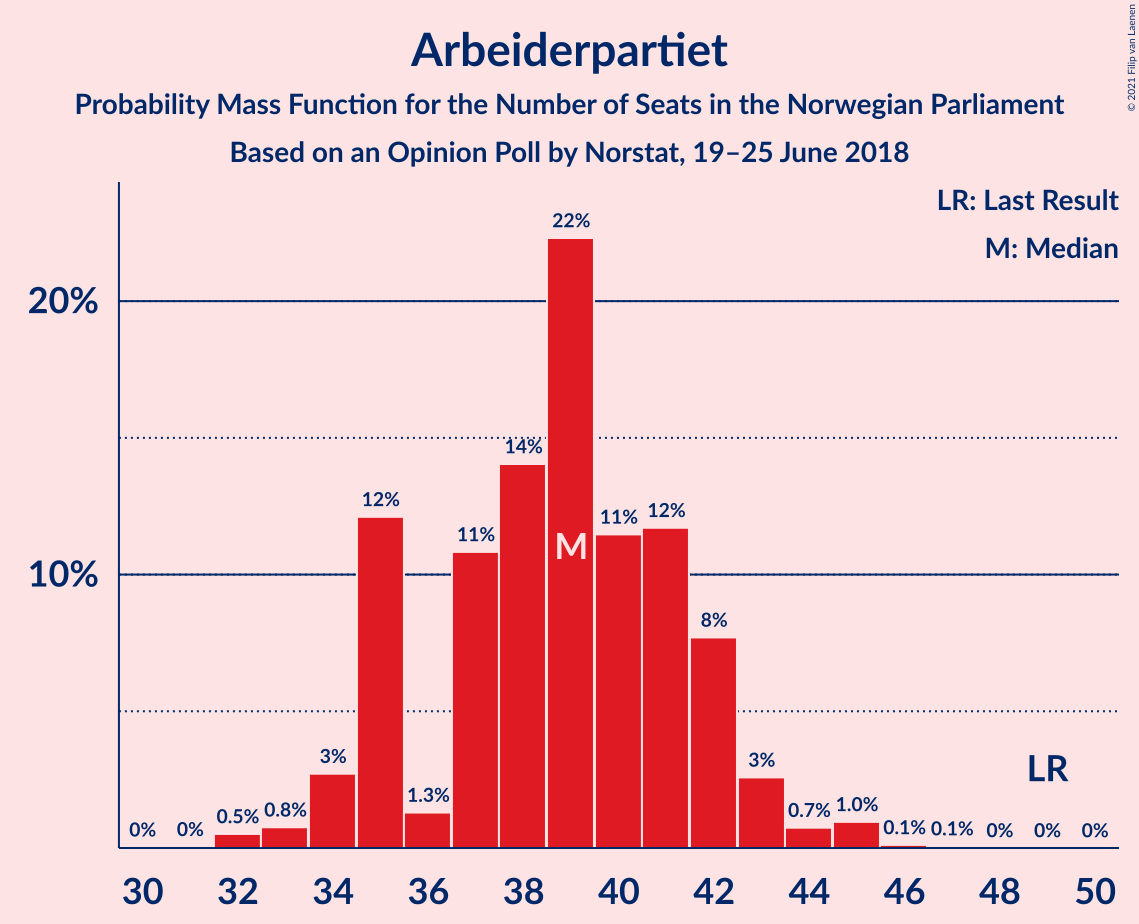 Arbeiderpartiet
Probability Mass Function for the Number of Seats in the Norwegian Parliament
Based on an Opinion Poll by Norstat, 19–25 June 2018
© 2021 Filip van Laenen
LR: Last Result
M: Median
20%
10%
0% 0% 0.5% 0.8% 3% 12% 1.3% 11% 14% 22% 11% 12% 8% 3% 0.7% 1.0% 0.1% 0.1% 0% 0% 0%
M
LR
30 32 34 36 38 40 42 44 46 48 50